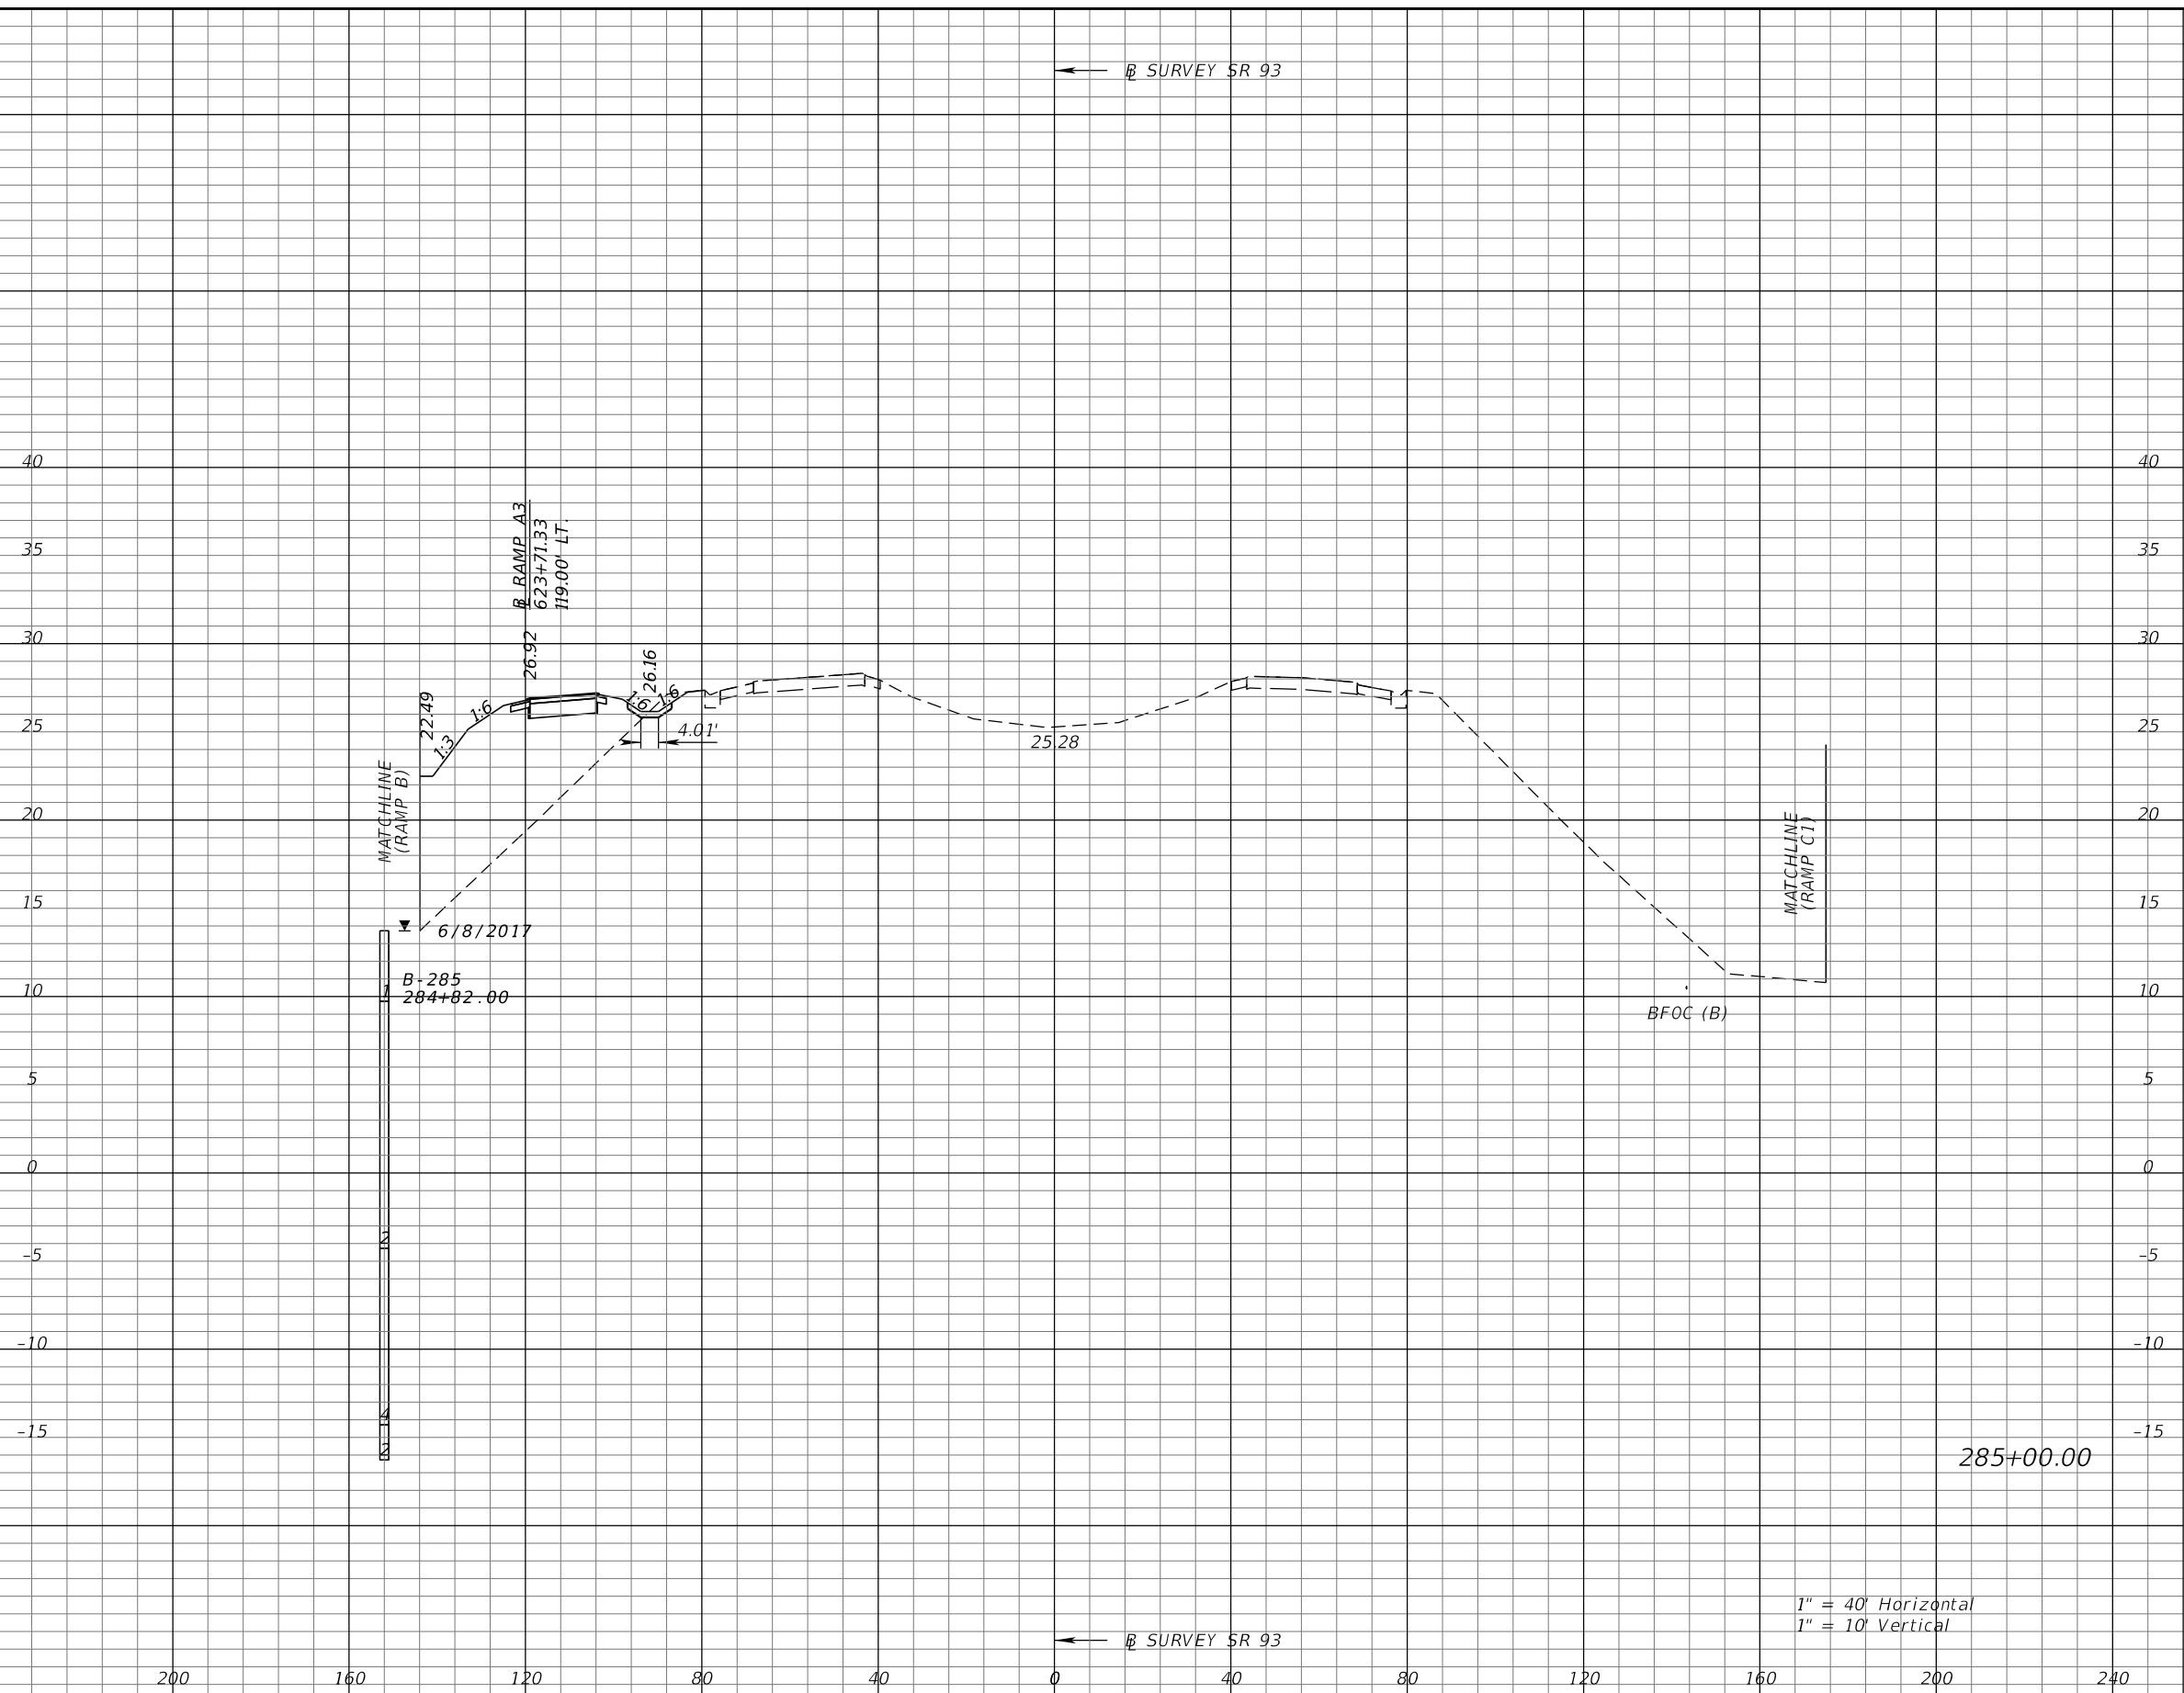 ℄ SURVEY SR 93
40 40
℄ RAMP A3
623+71.33
119.00' LT.
35 35
30 30
26.92
26.16
22.49
1:6
1:3
1:6
1:6
4.01'
25 25
25.28
MATCHLINE
(RAMP B)
20 20
MATCHLINE
(RAMP C1)
15 15
6/8/2017
B-285
284+82.00
10 10
1
BFOC (B)
5 5
0 0
2
-5 -5
-10 -10
4
-15 -15
2
285+00.00
1" = 40' Horizontal
1" = 10' Vertical
℄ SURVEY SR 93
200 160 120 80 40 0 40 80 120 160 200 240